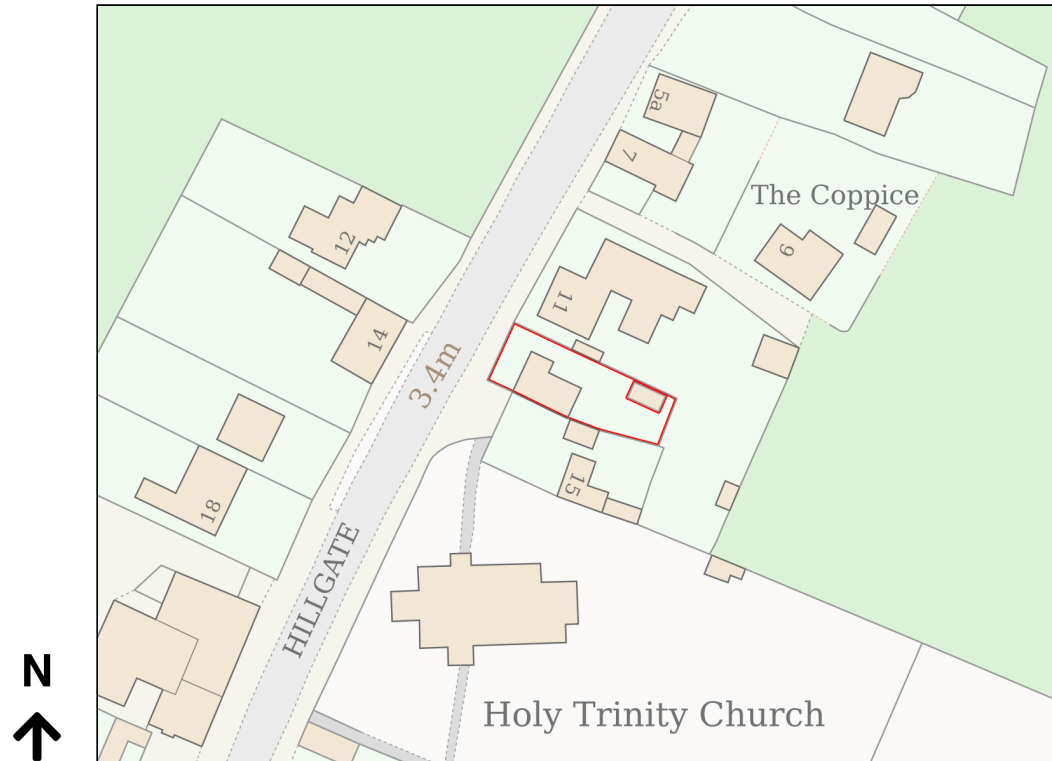 5a
7
The Coppice
12
9
11
14
3.4m
15
18
HILLGATE
N
Holy Trinity Church